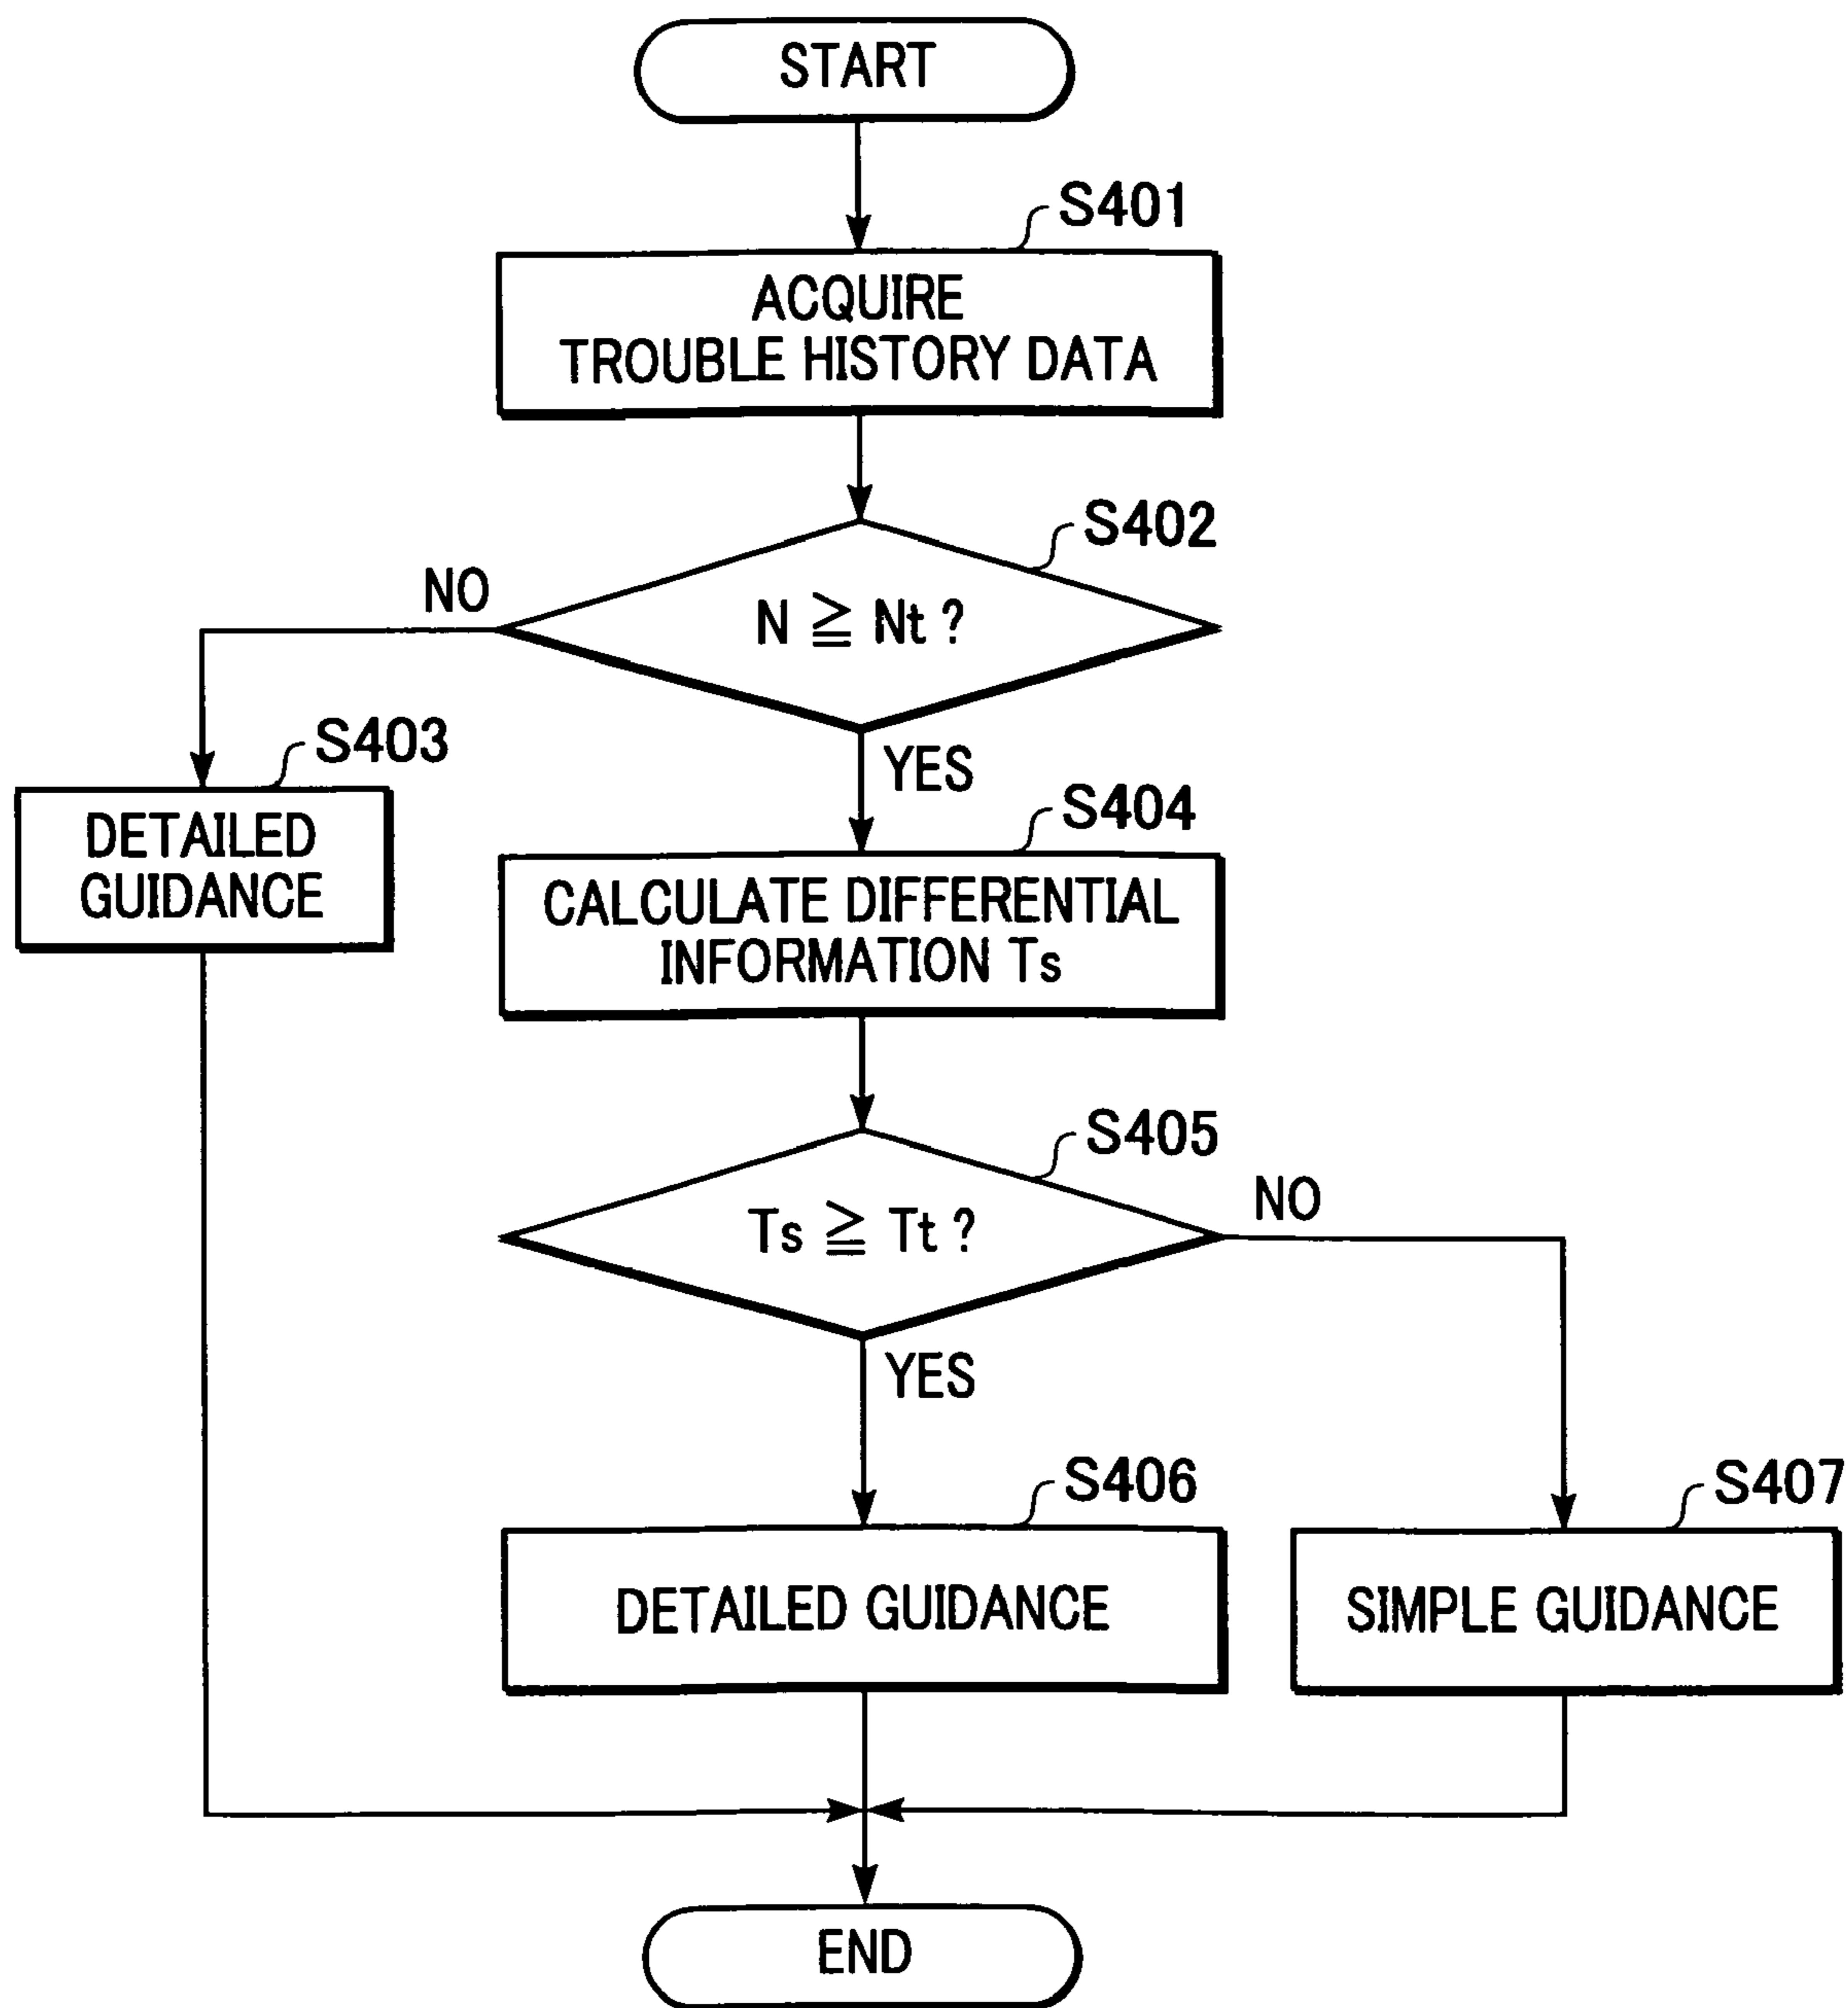 START
S401
ACQUIRE
TROUBLE HISTORY DATA
S402
NO
N ≧ Nt ?
YES
S403
DETAILED
GUIDANCE
S404
CALCULATE DIFFERENTIAL
INFORMATION Ts
S405
NO
Ts ≧ Tt ?
YES
S406
DETAILED GUIDANCE
S407
SIMPLE GUIDANCE
END